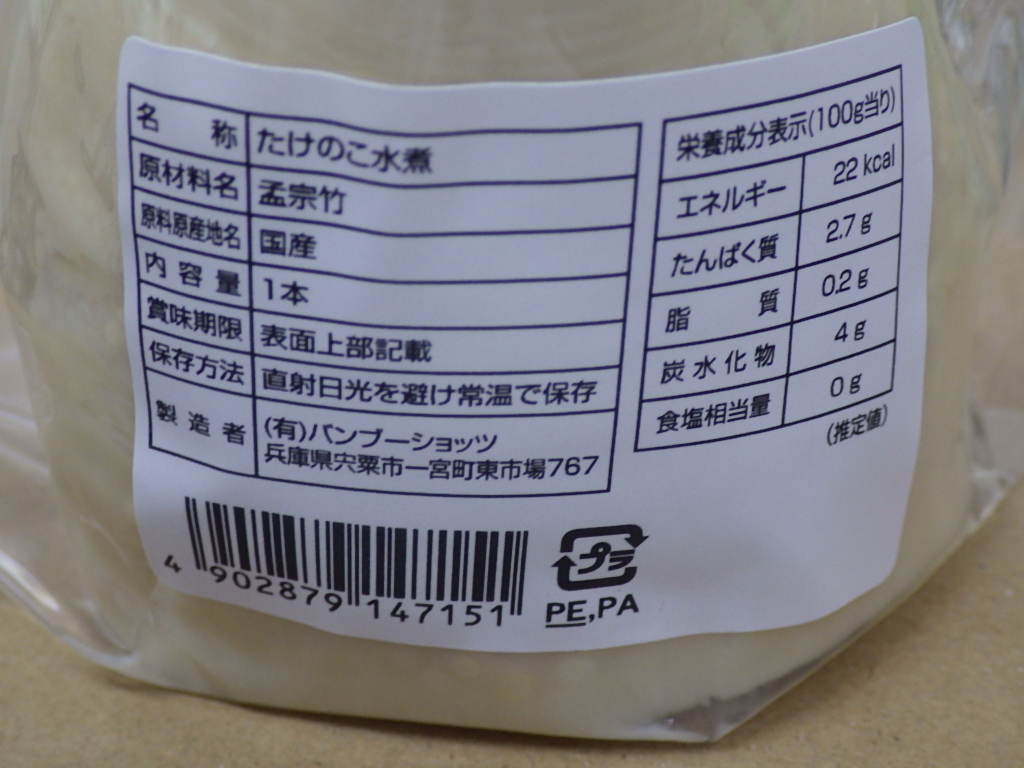 名称 たけのこ水煮
原材料名 孟宗竹
原料原産地名 国産
内容量 1本
賞味期限 表面上部記載
保存方法 直射日光を避け常温で保存
製造者 (有)バンブーショッツ
兵庫県宍粟市一宮町東市場767
栄養成分表示(100g当り)
エネルギー 22 kcal
たんぱく質 2.7 g
脂質 0.2 g
炭水化物 4 g
食塩相当量 0 g
(推定値)
4 902879 147151
プラ
PE,PA